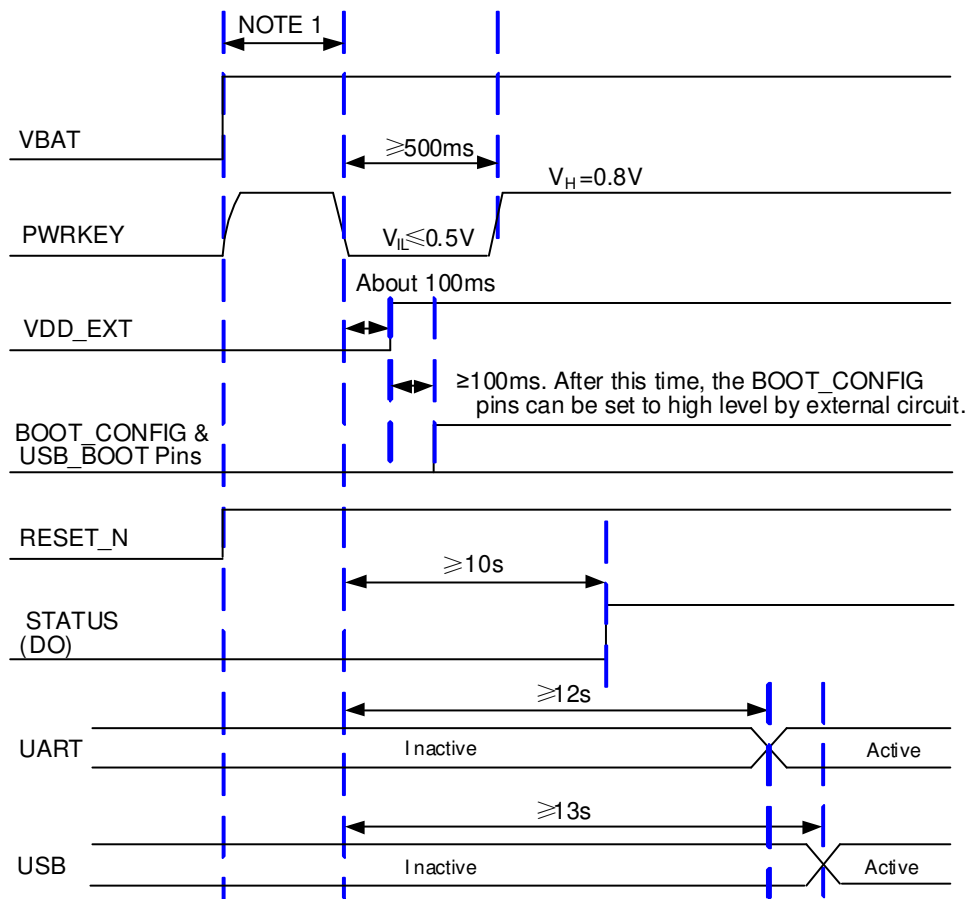 NOTE 1
VBAT
≥500ms
VH=0.8V
PWRKEY
VIL≤0.5V
About 100ms
VDD_EXT
≥100ms. After this time, the BOOT_CONFIG
pins can be set to high level by external circuit.
BOOT_CONFIG &
USB_BOOT Pins
RESET_N
≥10s
STATUS
(DO)
≥12s
UART
Inactive
Active
≥13s
USB
Inactive
Active